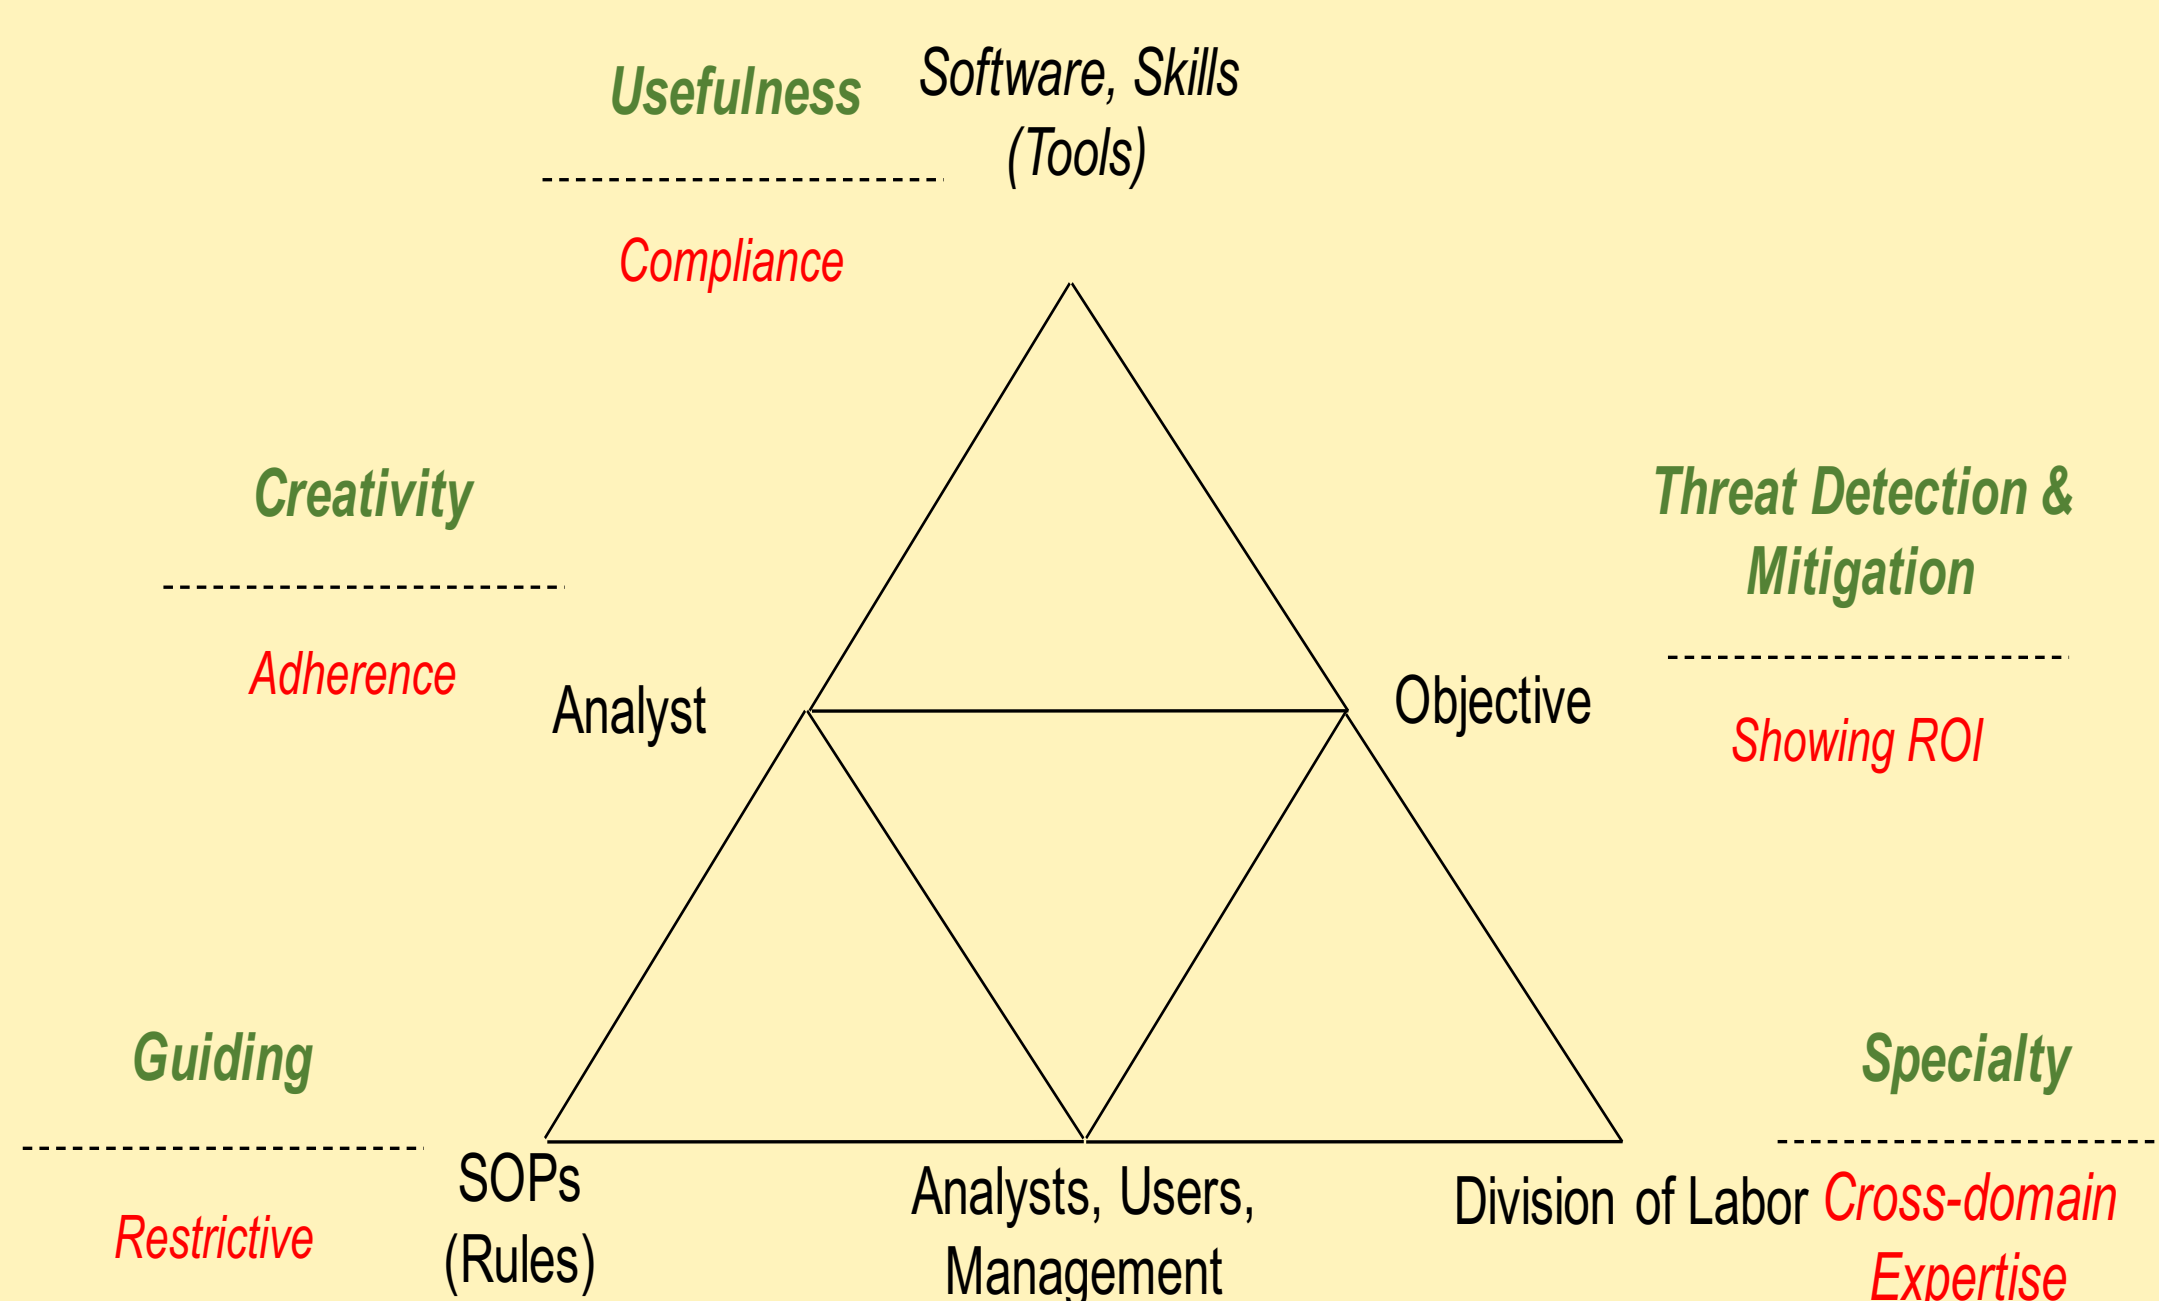 Usefulness
Compliance
Software, Skills
(Tools)
Creativity
Adherence
Analyst
Threat Detection &
Mitigation
Showing ROI
Objective
Guiding
Restrictive
SOPs
(Rules)
Analysts, Users,
Management
Division of Labor
Specialty
Cross-domain
Expertise